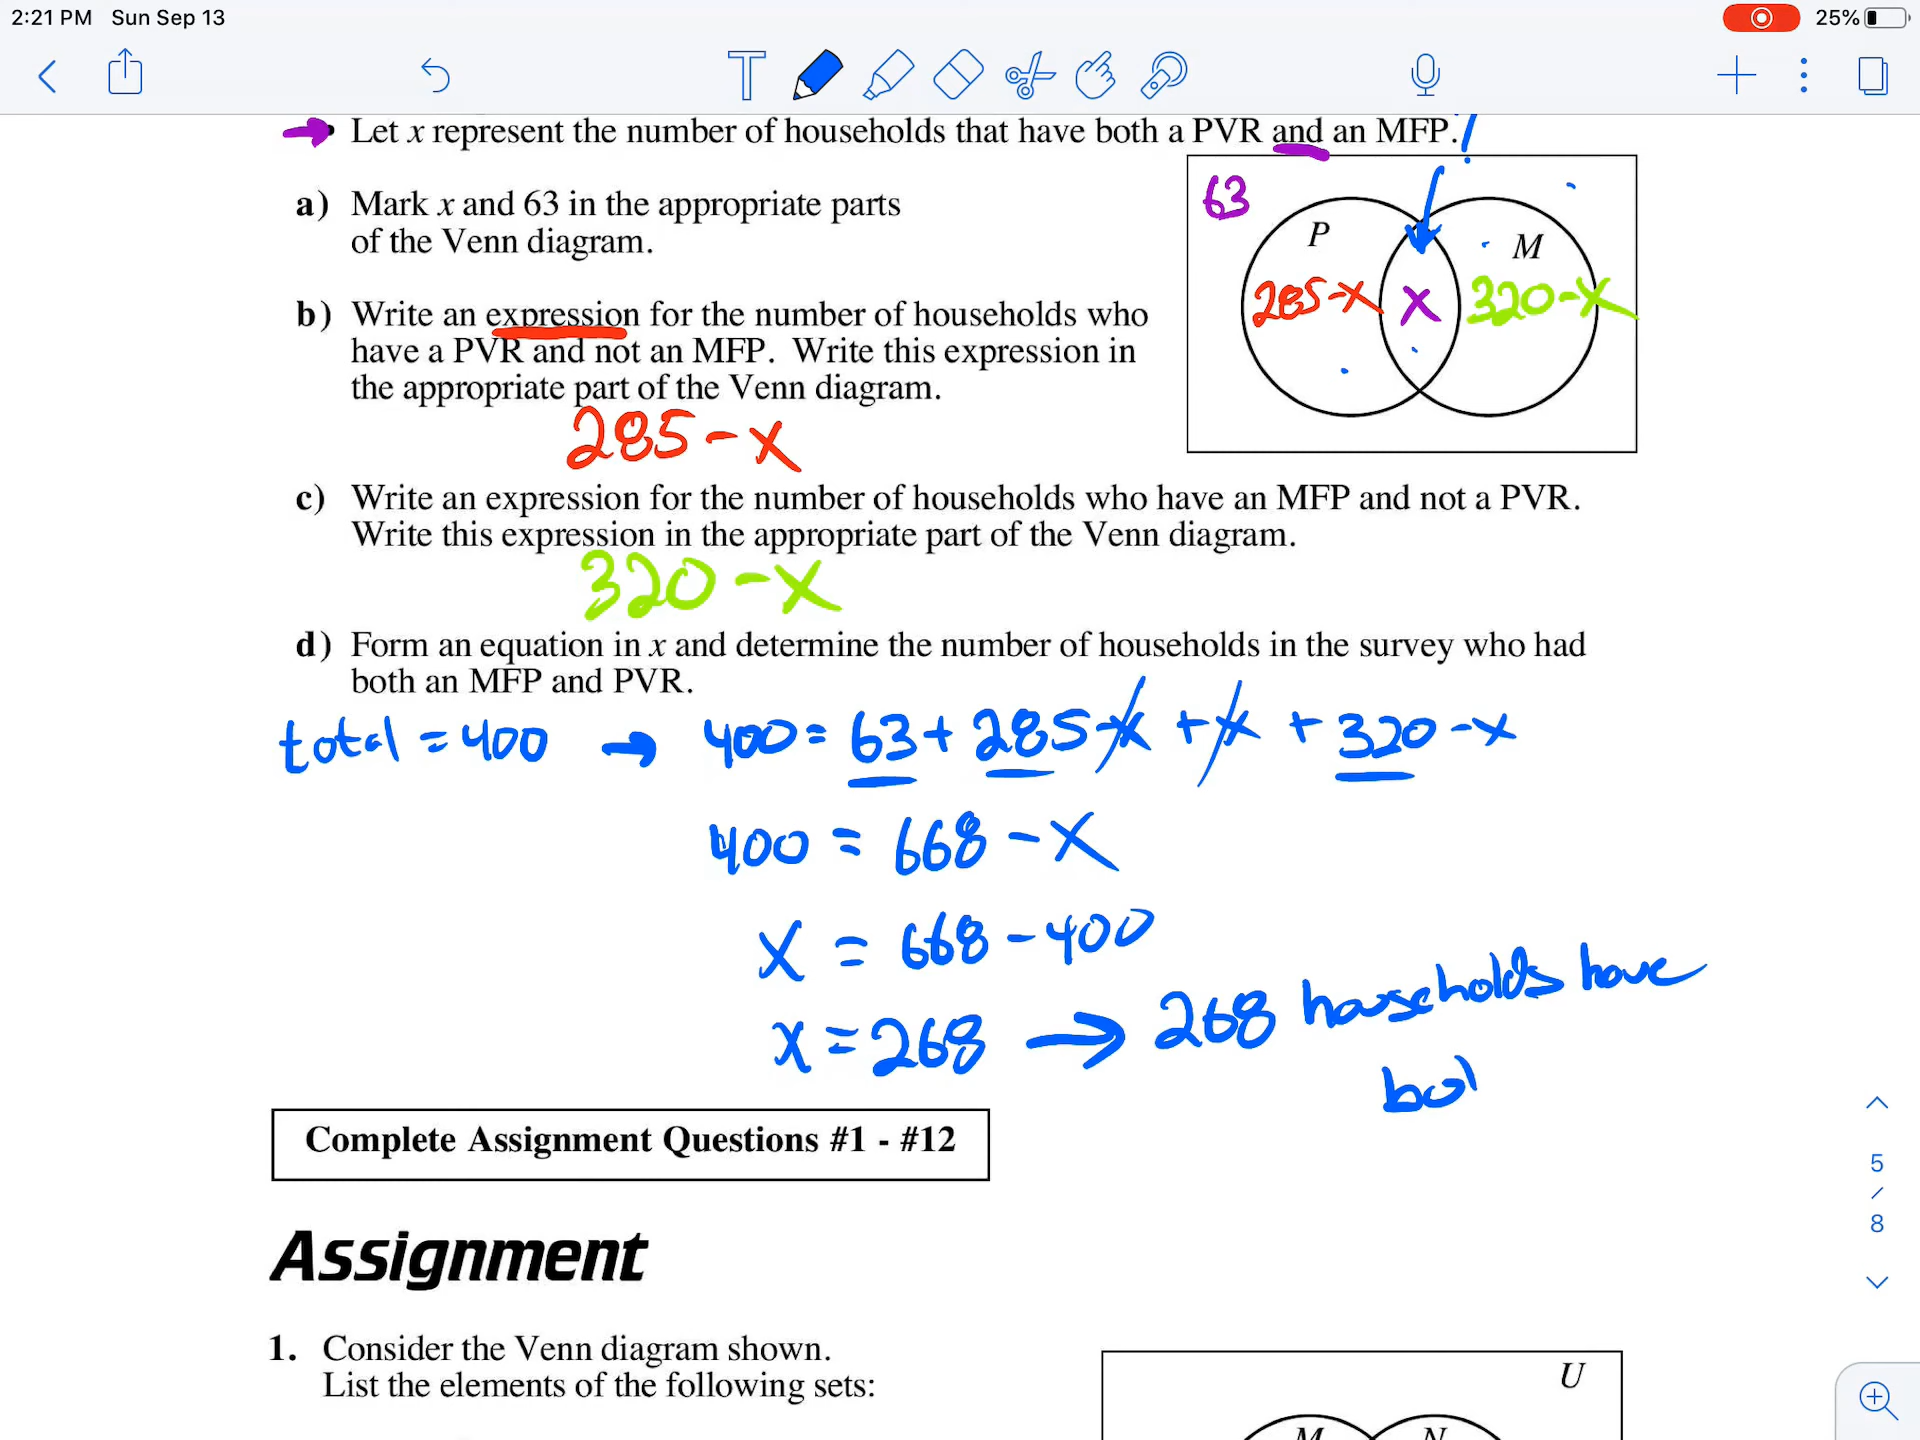 2:21 PM Sun Sep 13
25%
Let x represent the number of households that have both a PVR and an MFP.
a) Mark x and 63 in the appropriate parts
of the Venn diagram.
63
P
M
285-x
x
320-x
b) Write an expression for the number of households who
have a PVR and not an MFP. Write this expression in
the appropriate part of the Venn diagram.
285-x
c) Write an expression for the number of households who have an MFP and not a PVR.
Write this expression in the appropriate part of the Venn diagram.
320-x
d) Form an equation in x and determine the number of households in the survey who had
both an MFP and PVR.
total = 400 → 400 = 63 + 285 - x + x + 320 - x
400 = 668 - x
x = 668 - 400
x = 268 → 268 households have
bot
Complete Assignment Questions #1 - #12
5
/
8
Assignment
1. Consider the Venn diagram shown.
List the elements of the following sets:
U
M
N